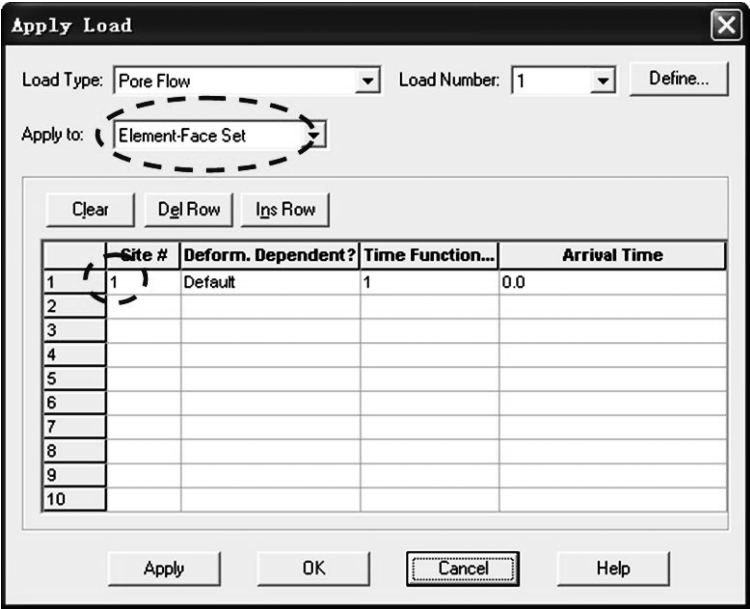 Apply Load
Load Type: Pore Flow Load Number: 1 Define...
Apply to: Element-Face Set
Clear Del Row Ins Row
Site # Deform. Dependent? Time Function... Arrival Time
1 1 Default 1 0.0
2
3
4
5
6
7
8
9
10
Apply OK Cancel Help